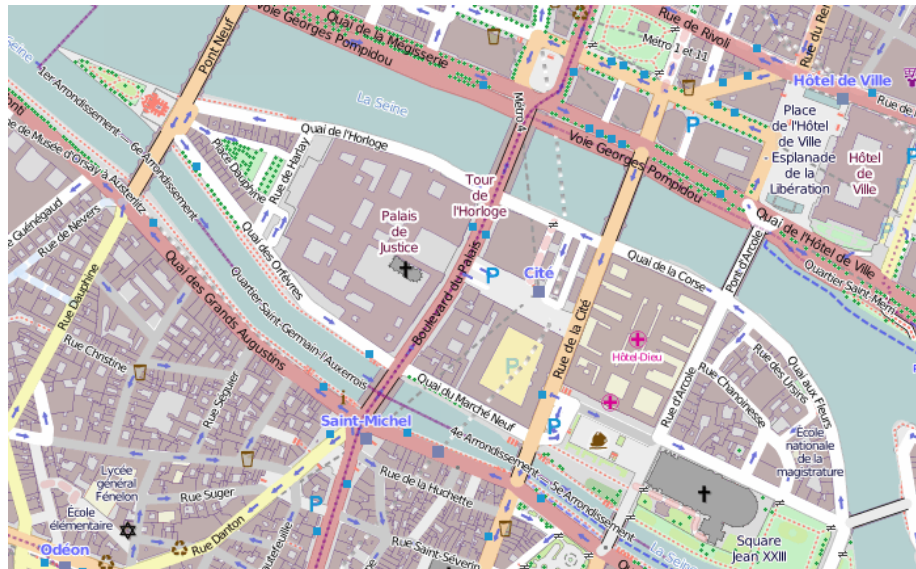 Quai de la Mégisserie
Voie Georges Pompidou
Pont Neuf
Rue de Rivoli
Métro 1 et 11
Hôtel de Ville
La Seine
1er Arrondissement — 6e Arrondissement
Métro 4
P
Place
de l'Hôtel
de Ville
Esplanade
de la
Libération
Hôtel
de
Ville
P
Quai de l'Horloge
Voie Georges Pompidou
Place Dauphine
Rue de Harlay
Tour
de
l'Horloge
Palais
de
Justice
Quai de l'Hôtel de Ville
Pont d'Arcole
Quartier Saint-Merri
Rue de Nevers
Rue Dauphine
Quai des Orfèvres
Quai des Grands Augustins
Quartier Saint-Germain-l'Auxerrois
Boulevard du Palais
P
Cité
Quai de la Corse
Rue de la Cité
Hôtel-Dieu
P
Rue Christine
Rue Séguier
Quai du Marché Neuf
Rue d'Arcole
Rue Chanoinesse
Rue des Ursins
Quai aux Fleurs
i
Saint-Michel
P
4e Arrondissement — 5e Arrondissement
École
nationale
de la
magistrature
Lycée
général
Fénelon
Rue Suger
Rue de la Huchette
École
élémentaire
P
Rue Danton
Odéon
Rue Saint-Séverin
La Seine
Square
Jean XXIII